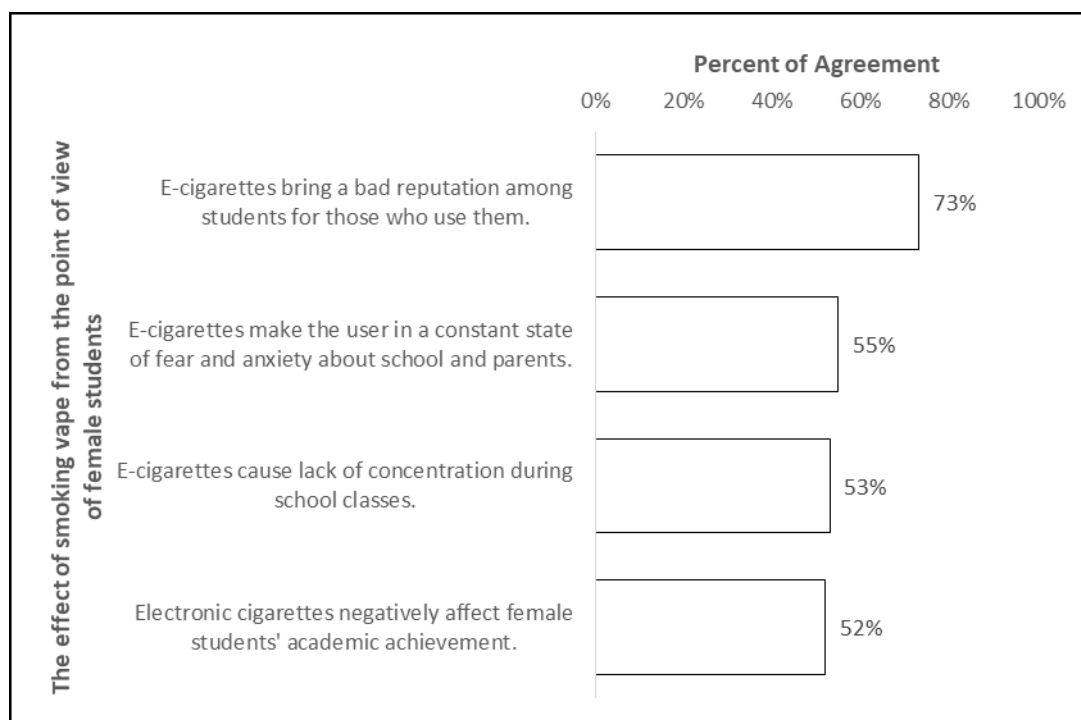 Percent of Agreement
0% 20% 40% 60% 80% 100%
The effect of smoking vape from the point of view
of female students
E-cigarettes bring a bad reputation among
students for those who use them.
73%
E-cigarettes make the user in a constant state
of fear and anxiety about school and parents.
55%
E-cigarettes cause lack of concentration during
school classes.
53%
Electronic cigarettes negatively affect female
students' academic achievement.
52%